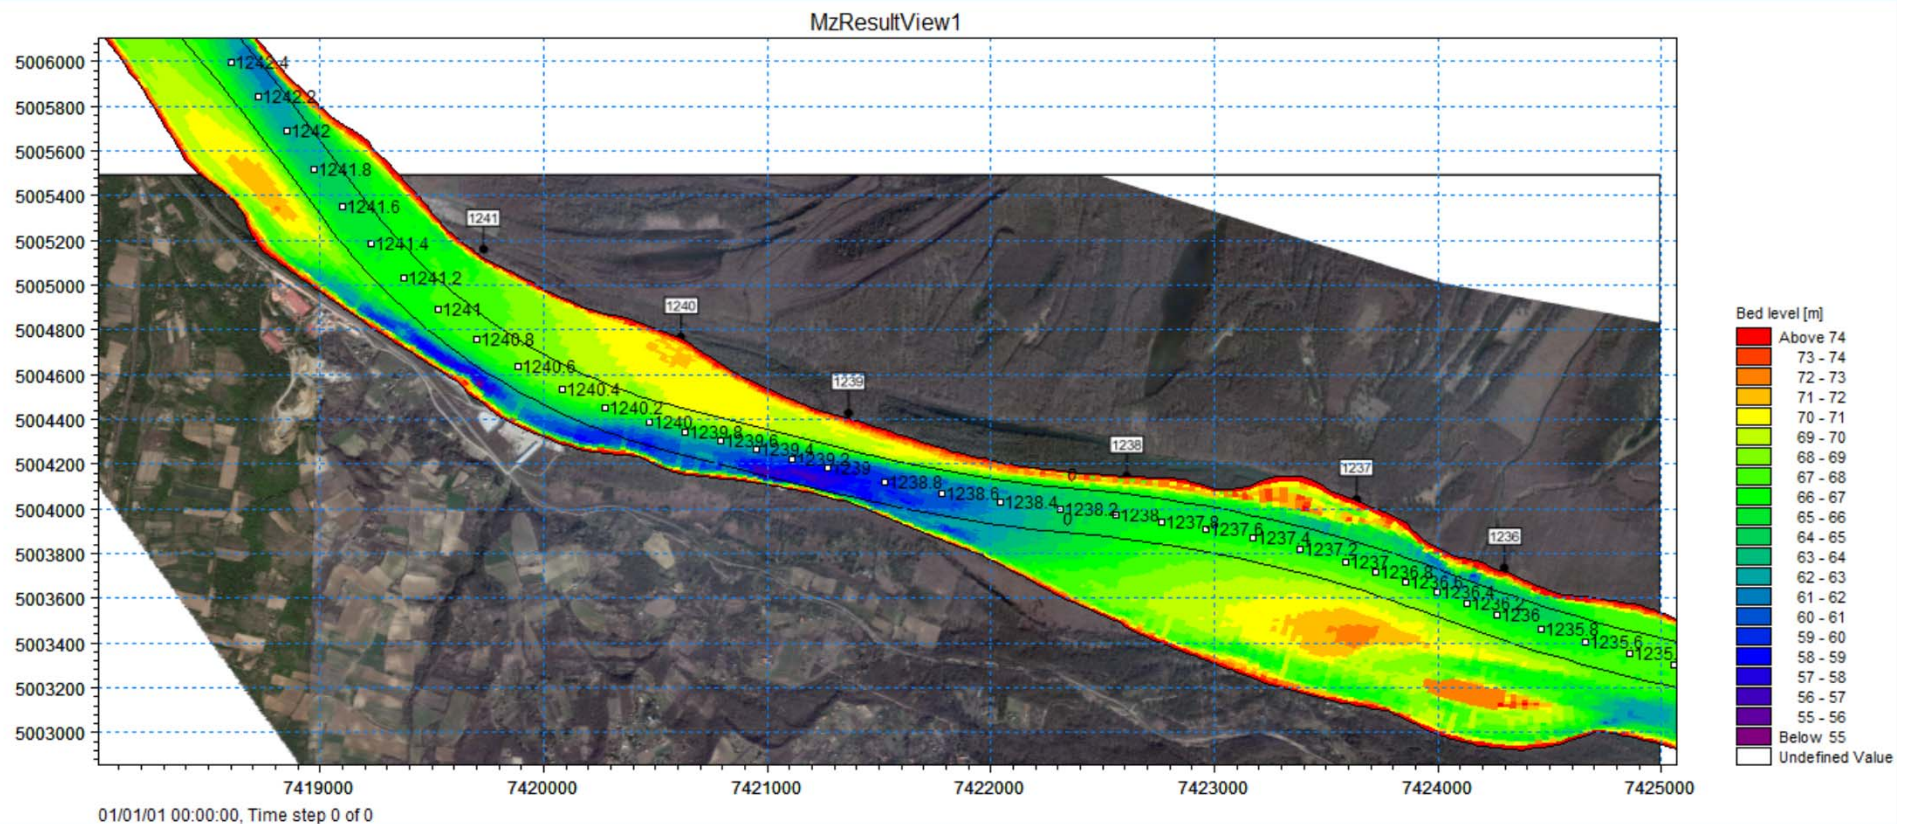 MzResultView1
5006000
5005800
5005600
5005400
5005200
5005000
5004800
5004600
5004400
5004200
5004000
5003800
5003600
5003400
5003200
5003000
1242.4
1242.2
1242
1241.8
1241.6
1241.4
1241.2
1241
1240.8
1240.6
1240.4
1240.2
1240
1239.8
1239.6
1239.4
1239.2
1239
1238.8
1238.6
1238.4
1238.2
1238
1237.8
1237.6
1237.4
1237.2
1237
1236.8
1236.6
1236.4
1236.2
1236
1235.8
1235.6
1235.
0
0
1241
1240
1239
1238
1237
1236
7419000 7420000 7421000 7422000 7423000 7424000 7425000
01/01/01 00:00:00, Time step 0 of 0
Bed level [m]
Above 74
73 - 74
72 - 73
71 - 72
70 - 71
69 - 70
68 - 69
67 - 68
66 - 67
65 - 66
64 - 65
63 - 64
62 - 63
61 - 62
60 - 61
59 - 60
58 - 59
57 - 58
56 - 57
55 - 56
Below 55
Undefined Value